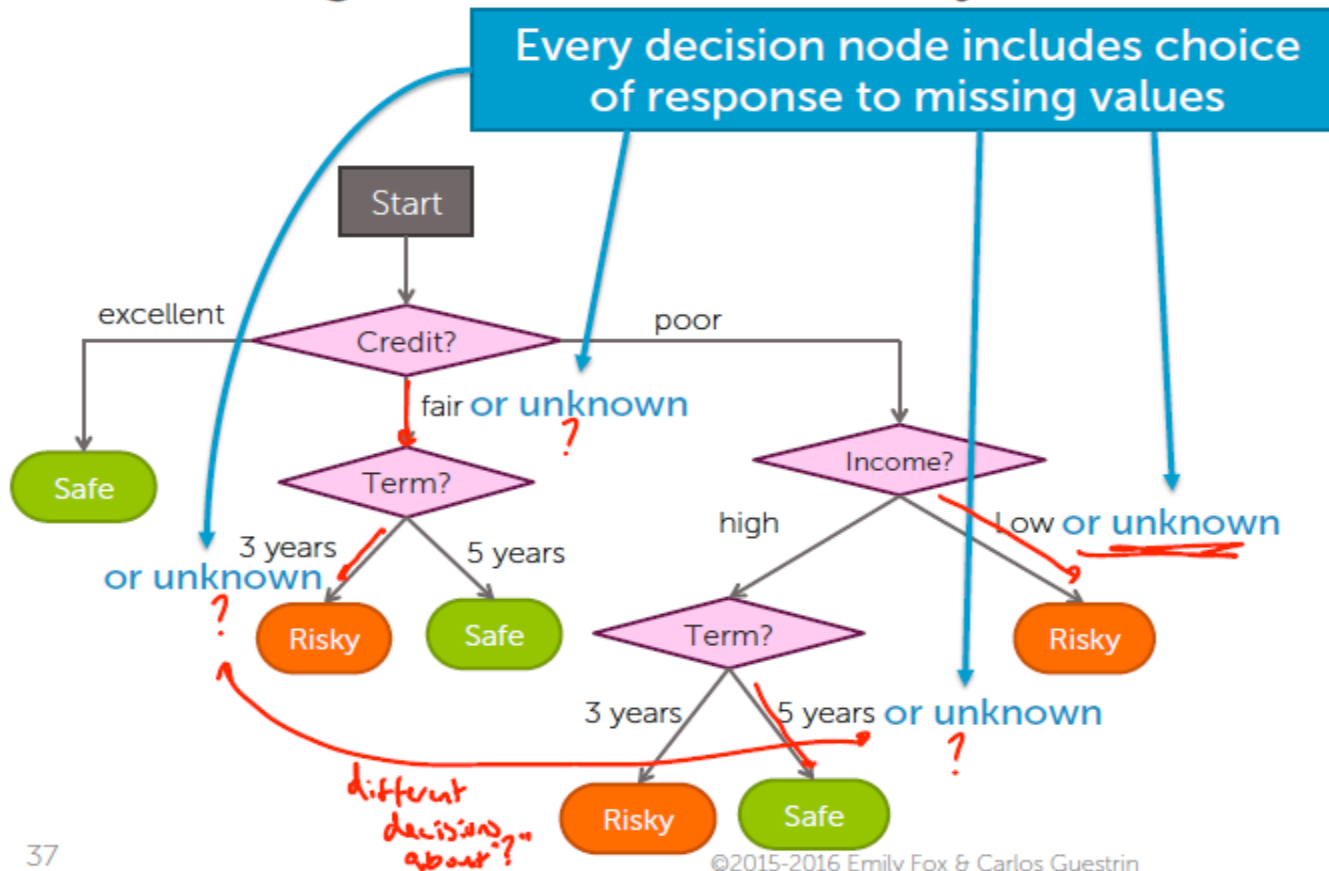 Every decision node includes choice
of response to missing values
Start
excellent
Credit?
poor
fair or unknown
?
Safe
Term?
Income?
3 years
or unknown
?
5 years
high
Low or unknown
Risky
Safe
Term?
Risky
3 years
5 years or unknown
?
different
decisions
about "?"
Risky
Safe
37
©2015-2016 Emily Fox & Carlos Guestrin